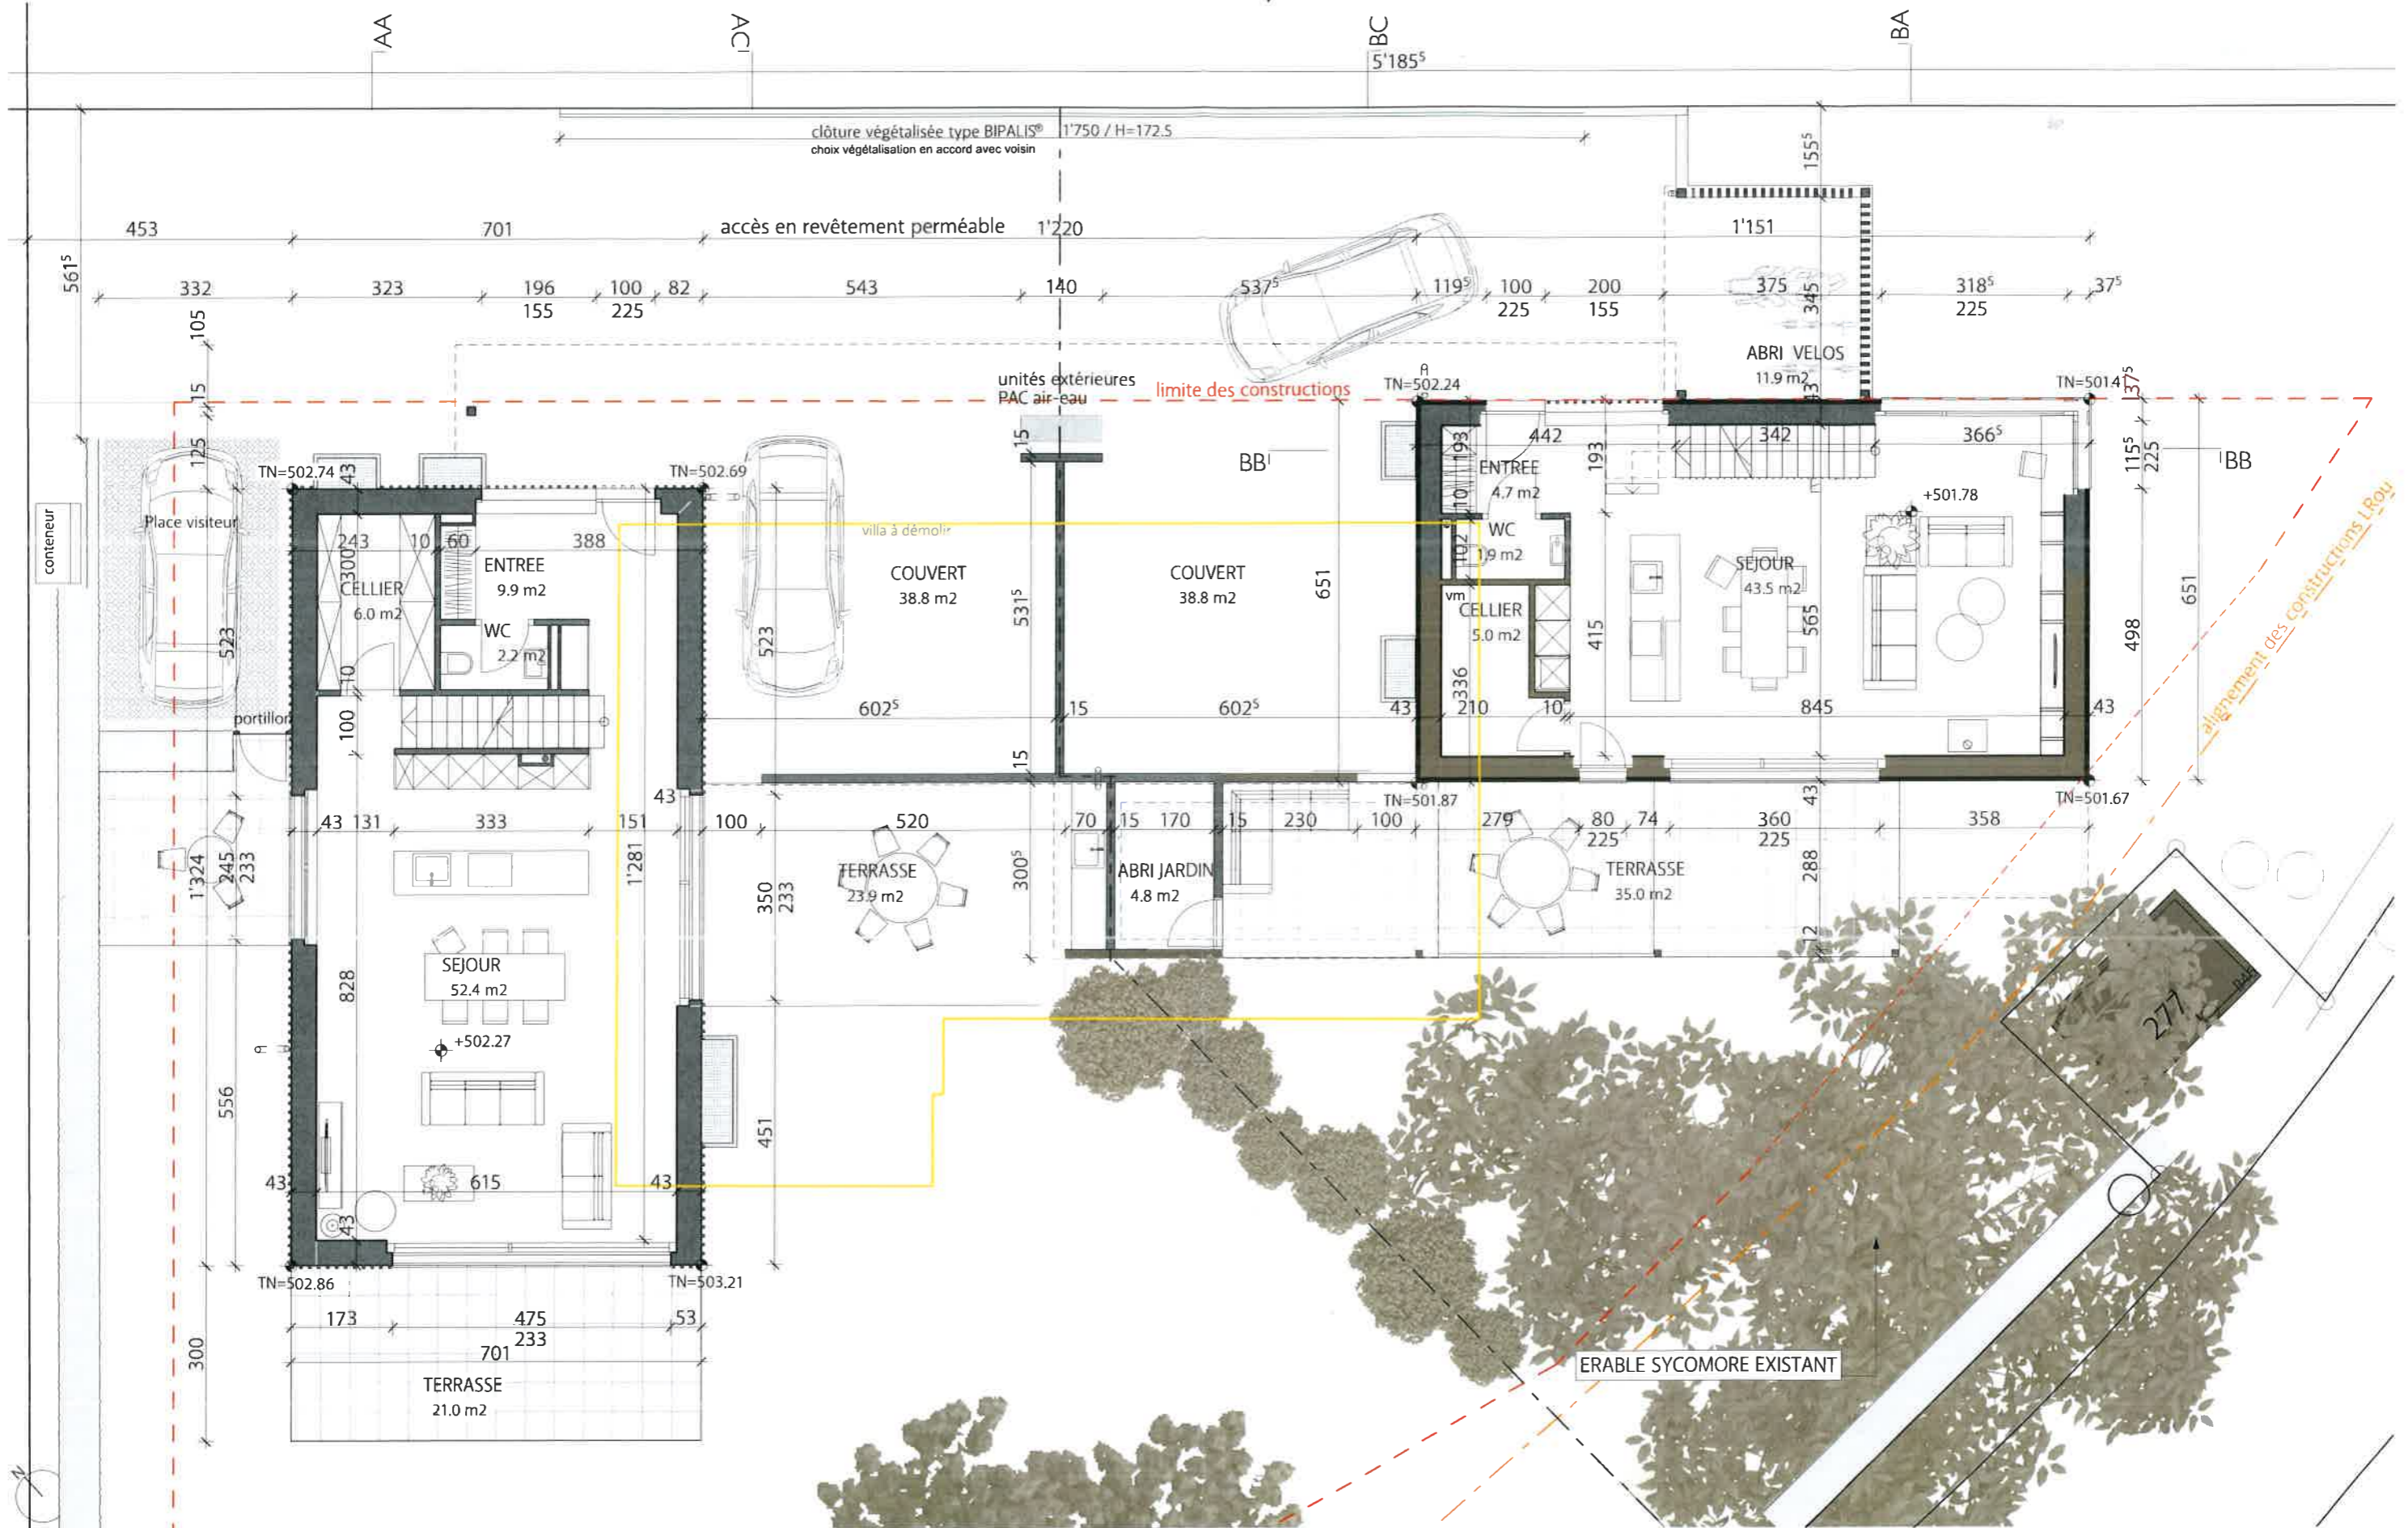 AA
AC
BC
BA
5'185⁵
clôture végétalisée type BIPALIS® 1'750 / H=172.5
choix végétalisation en accord avec voisin
155⁵
453
701
accès en revêtement perméable
1'220
1'151
561⁵
332
323
196
155
100
225
82
543
140
537⁵
119⁵
100
225
200
155
375
345
318⁵
225
37⁵
105
15
125
ABRI VELOS
11.9 m2
unités extérieures
PAC air-eau
limite des constructions
TN=502.24
TN=501.41
37⁵
43
TN=502.74
43
TN=502.69
15
BB
193
442
193
342
366⁵
115⁵
225
BB
conteneur
Place visiteur
villa à démolir
ENTREE
4.7 m2
10
+501.78
243
10
60
388
300
CELLIER
6.0 m2
ENTREE
9.9 m2
COUVERT
38.8 m2
COUVERT
38.8 m2
531⁵
651
WC
1.9 m2
102
SEJOUR
43.5 m2
vm
CELLIER
5.0 m2
415
565
498
651
alignement des constructions LRou
WC
2.2 m2
523
523
10
336
portillon
100
602⁵
15
602⁵
43
210
10
845
43
15
43
TN=501.87
43
TN=501.67
43
131
333
151
100
520
70
15
170
15
230
100
279
80
225
74
360
225
358
1'324
245
233
1'281
350
233
TERRASSE
23.9 m2
300⁵
ABRI JARDIN
4.8 m2
TERRASSE
35.0 m2
288
12
828
SEJOUR
52.4 m2
+502.27
277
556
451
43
615
43
43
TN=502.86
TN=503.21
173
475
233
53
701
300
TERRASSE
21.0 m2
ERABLE SYCOMORE EXISTANT
N